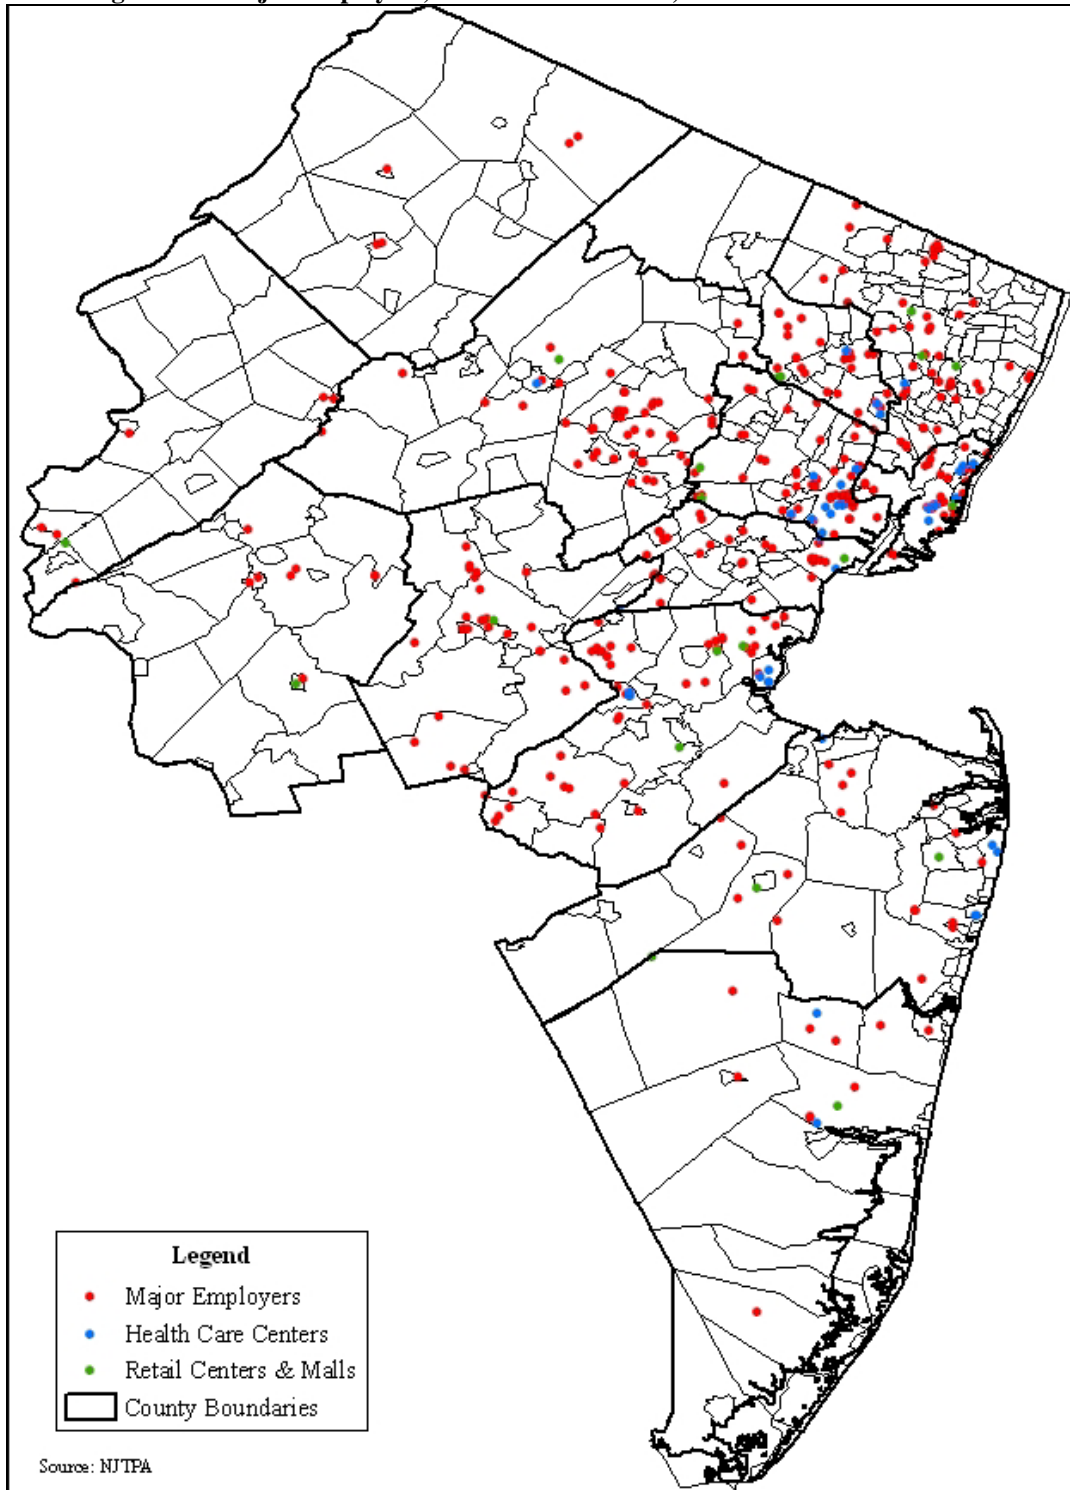 Legend
Major Employers
Health Care Centers
Retail Centers & Malls
County Boundaries
Source: NJTPA